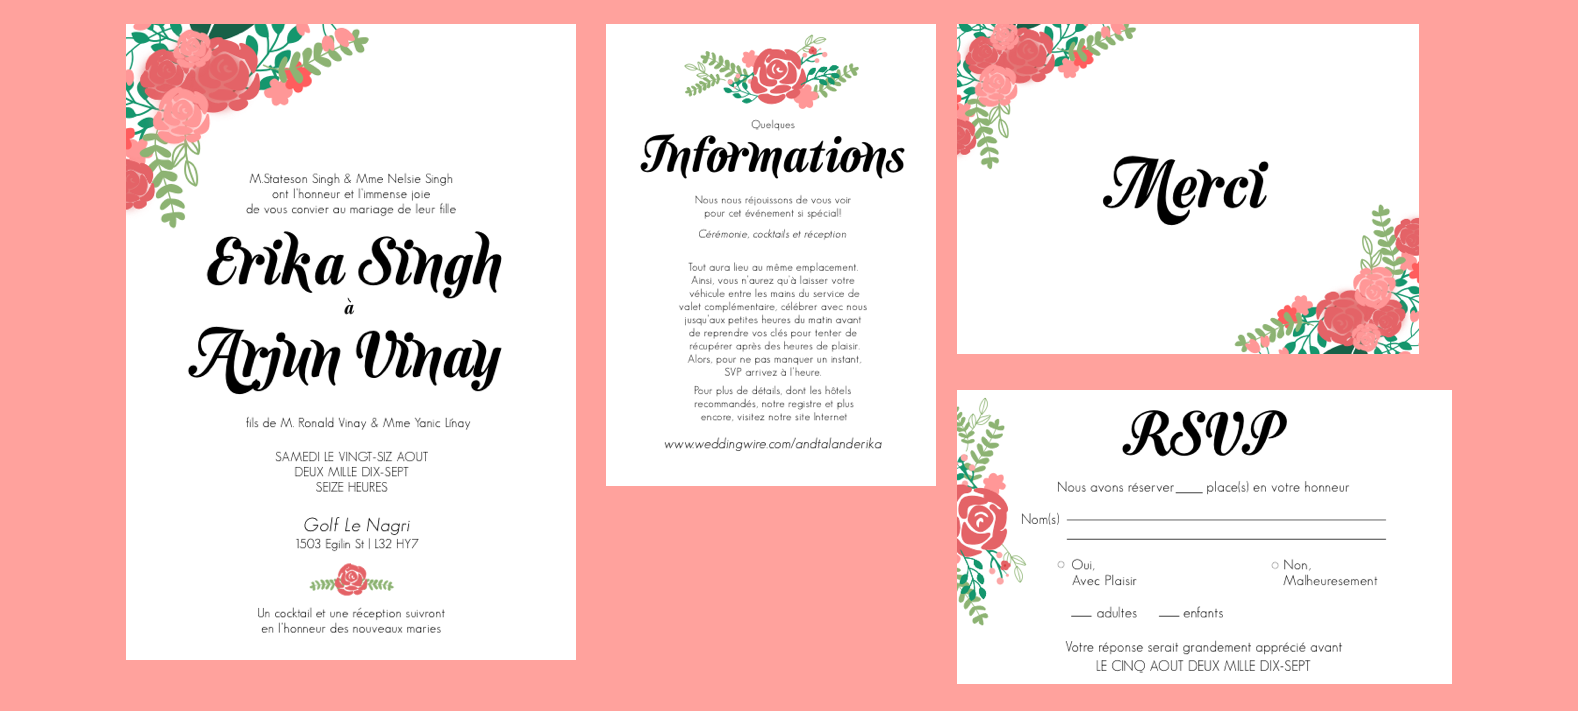 M.Stateson Singh & Mme Nelsie Singh
ont l'honneur et l'immense joie
de vous convier au mariage de leur fille
Erika Singh
à
Arjun Vinay
fils de M. Ronald Vinay & Mme Yanic Línay
SAMEDI LE VINGT-SIZ AOUT
DEUX MILLE DIX-SEPT
SEIZE HEURES
Golf Le Nagri
1503 Egilin St | L32 HY7
Un cocktail et une réception suivront
en l'honneur des nouveaux maries
Quelques
Informations
Nous nous réjouissons de vous voir
pour cet événement si spécial!
Cérémonie, cocktails et réception
Tout aura lieu au même emplacement.
Ainsi, vous n'aurez qu'à laisser votre
véhicule entre les mains du service de
valet complémentaire, célébrer avec nous
jusqu'aux petites heures du matin avant
de reprendre vos clés pour tenter de
récupérer après des heures de plaisir.
Alors, pour ne pas manquer un instant,
SVP arrivez à l'heure.
Pour plus de détails, dont les hôtels
recommandés, notre registre et plus
encore, visitez notre site Internet
www.weddingwire.com/andtalanderika
Merci
RSVP
Nous avons réserver ___ place(s) en votre honneur
Nom(s)
Oui,
Avec Plaisir
Non,
Malheuresement
___ adultes ___ enfants
Votre réponse serait grandement apprécié avant
LE CINQ AOUT DEUX MILLE DIX-SEPT